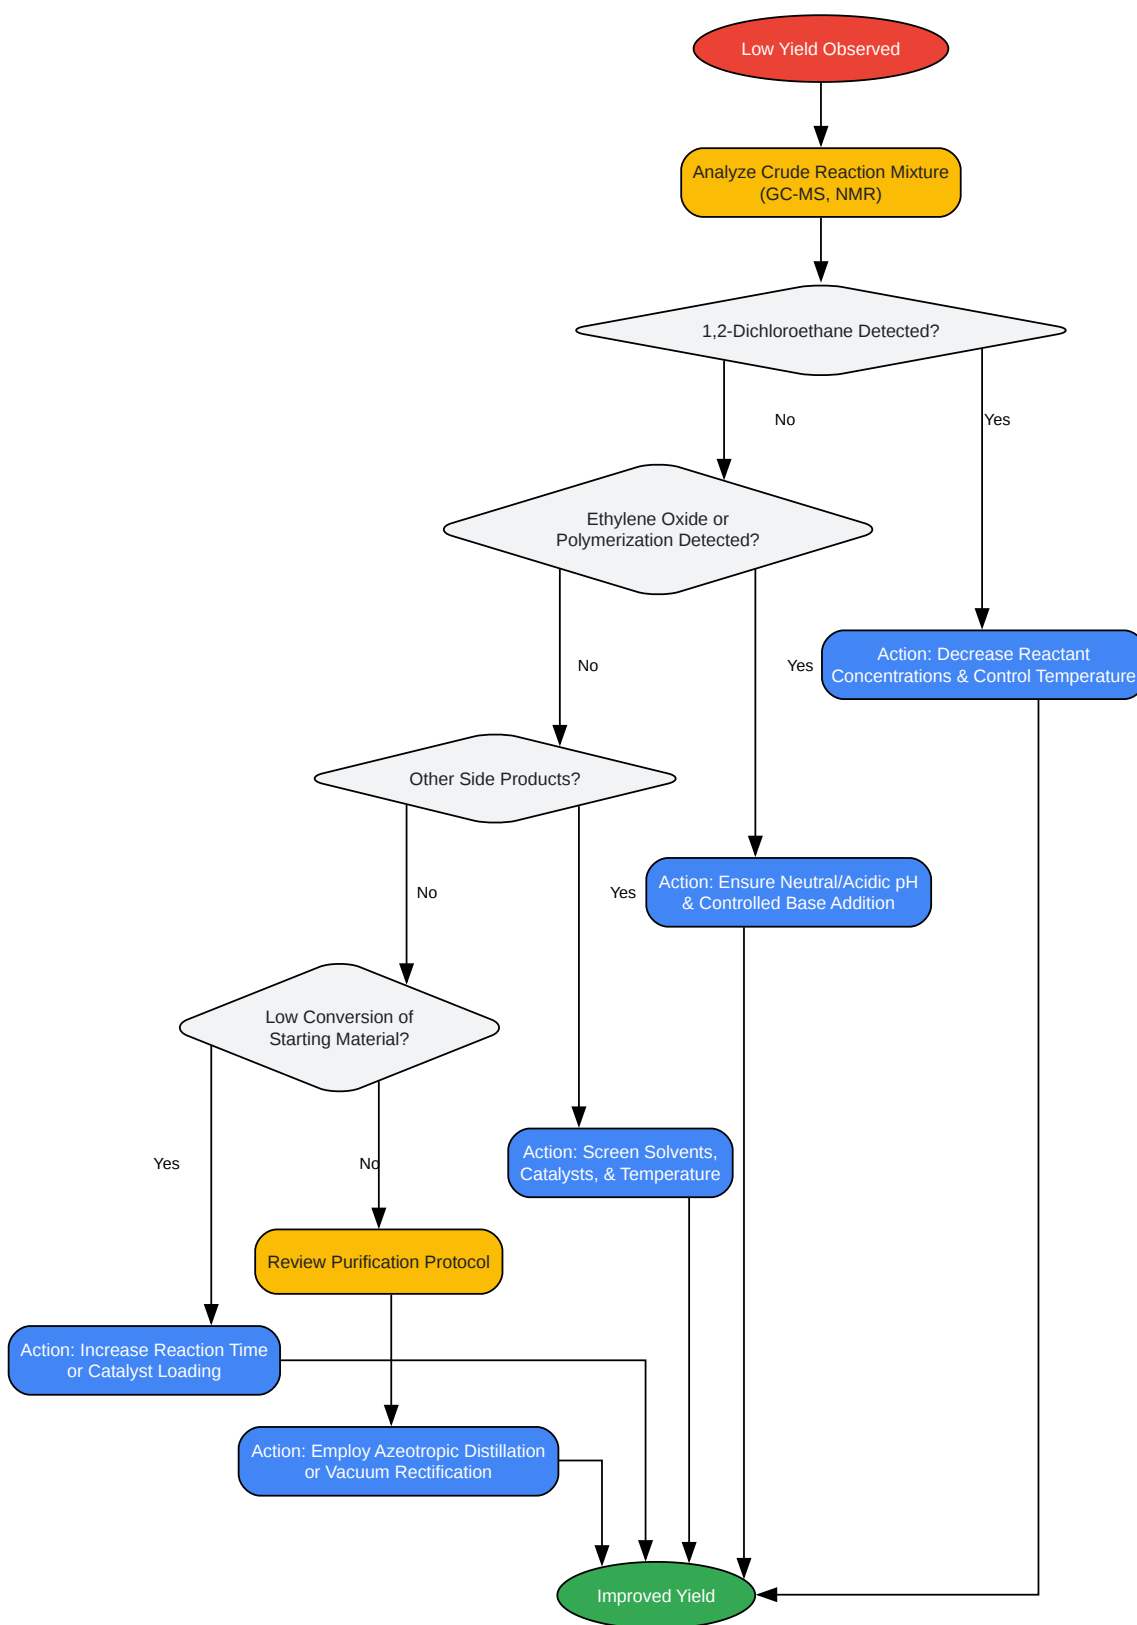 Low Yield Observed
Analyze Crude Reaction Mixture
(GC-MS, NMR)
1,2-Dichloroethane Detected?
No
Yes
Ethylene Oxide or
Polymerization Detected?
No
Yes
Action: Decrease Reactant
Concentrations & Control Temperature
Other Side Products?
No
Yes
Action: Ensure Neutral/Acidic pH
& Controlled Base Addition
Low Conversion of
Starting Material?
Yes
No
Action: Screen Solvents,
Catalysts, & Temperature
Review Purification Protocol
Action: Increase Reaction Time
or Catalyst Loading
Action: Employ Azeotropic Distillation
or Vacuum Rectification
Improved Yield